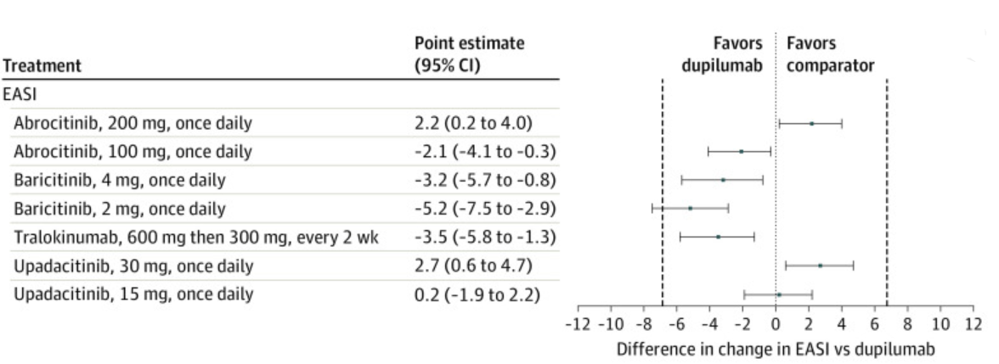 Treatment
Point estimate
(95% CI)
Favors
dupilumab
Favors
comparator
EASI
Abrocitinib, 200 mg, once daily 2.2 (0.2 to 4.0)
Abrocitinib, 100 mg, once daily -2.1 (-4.1 to -0.3)
Baricitinib, 4 mg, once daily -3.2 (-5.7 to -0.8)
Baricitinib, 2 mg, once daily -5.2 (-7.5 to -2.9)
Tralokinumab, 600 mg then 300 mg, every 2 wk -3.5 (-5.8 to -1.3)
Upadacitinib, 30 mg, once daily 2.7 (0.6 to 4.7)
Upadacitinib, 15 mg, once daily 0.2 (-1.9 to 2.2)
-12 -10 -8 -6 -4 -2 0 2 4 6 8 10 12
Difference in change in EASI vs dupilumab